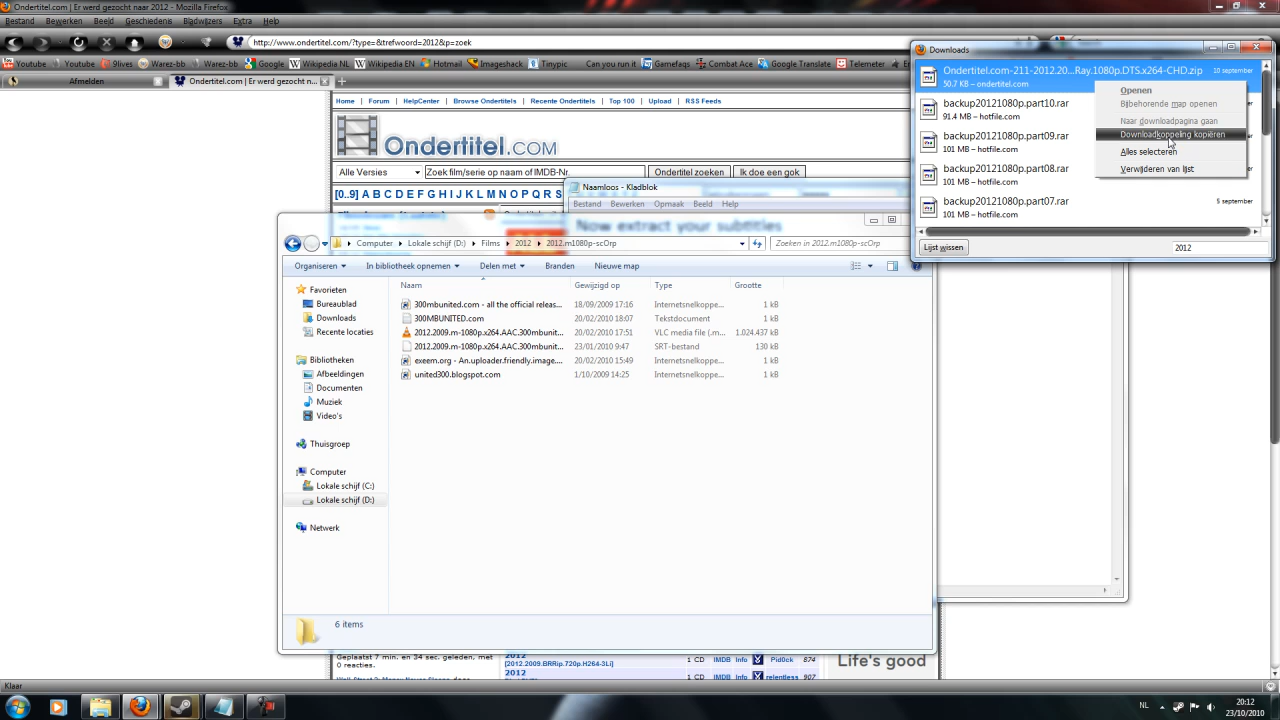 Ondertitel.com | Er werd gezocht naar 2012 - Mozilla Firefox
Bestand Bewerken Beeld Geschiedenis Bladwijzers Extra Help
http://www.ondertitel.com/?type=&trefwoord=2012&p=zoek
Youtube Youtube 9lives Warez-bb Warez-bb Google Wikipedia NL Wikipedia EN Hotmail Imageshack Can you run it Gamefaqs Combat Ace Google Translate Telemeter
Afmelden
Ondertitel.com | Er werd gezocht n...
Home | Forum | HelpCenter | Browse Ondertitels | Recente Ondertitels | Top 100 | Upload | RSS Feeds
Ondertitel.COM
Alle Versies
Zoek film/serie op naam of IMDB-Nr.
Ondertitel zoeken
Ik doe een gok
[0..9] A B C D E F G H I J K L M N O P Q R S
Naamloos - Kladblok
Bestand Bewerken Opmaak Beeld Help
Now extract your subtitles
Computer Lokale schijf (D:) Films 2012 2012.m1080p-scOrp
Zoeken in 2012.m1080p-scOrp
Organiseren In bibliotheek opnemen Delen met Branden Nieuwe map
Favorieten
Bureaublad
Downloads
Recente locaties
Bibliotheken
Afbeeldingen
Documenten
Muziek
Video's
Thuisgroep
Computer
Lokale schijf (C:)
Lokale schijf (D:)
Netwerk
Naam Gewijzigd op Type Grootte
300mbunited.com - all the official releas... 18/09/2009 17:16 Internetsnelkoppe... 1 kB
300MBUNITED.com 20/02/2010 18:07 Tekstdocument 1 kB
2012.2009.m-1080p.x264.AAC.300mbunit... 20/02/2010 17:51 VLC media file (.m... 1.024.437 kB
2012.2009.m-1080p.x264.AAC.300mbunit... 23/01/2010 9:47 SRT-bestand 130 kB
exeem.org - An.uploader.friendly.image.... 20/02/2010 15:49 Internetsnelkoppe... 1 kB
united300.blogspot.com 1/10/2009 14:25 Internetsnelkoppe... 1 kB
6 items
Downloads
Ondertitel.com-211-2012.20...Ray.1080p.DTS.x264-CHD.zip 10 september
50.7 KB – ondertitel.com
backup20121080p.part10.rar
91.4 MB – hotfile.com
backup20121080p.part09.rar
101 MB – hotfile.com
backup20121080p.part08.rar
101 MB – hotfile.com
backup20121080p.part07.rar 5 september
101 MB – hotfile.com
Openen
Bijbehorende map openen
Naar downloadpagina gaan
Downloadkoppeling kopiëren
Alles selecteren
Verwijderen van lijst
Lijst wissen
2012
Geplaatst 7 min. en 34 sec. geleden, met 0 reacties.
2012
[2012.2009.BRRip.720p.H264-3Li] 1 CD IMDB Info Pid0ck 874
2012
1 CD IMDB Info relentless 907
Life's good
Klaar
NL
20:12
23/10/2010